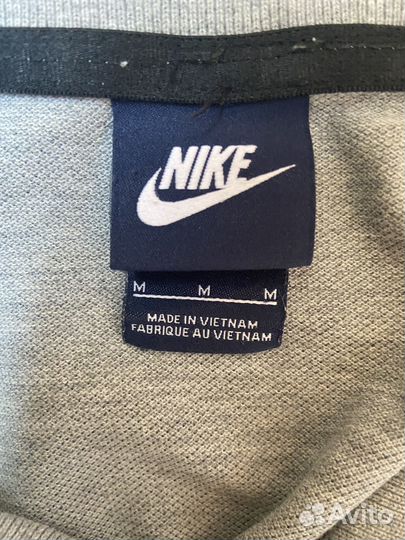 NIKE
M M M
MADE IN VIETNAM
FABRIQUE AU VIETNAM
Avito